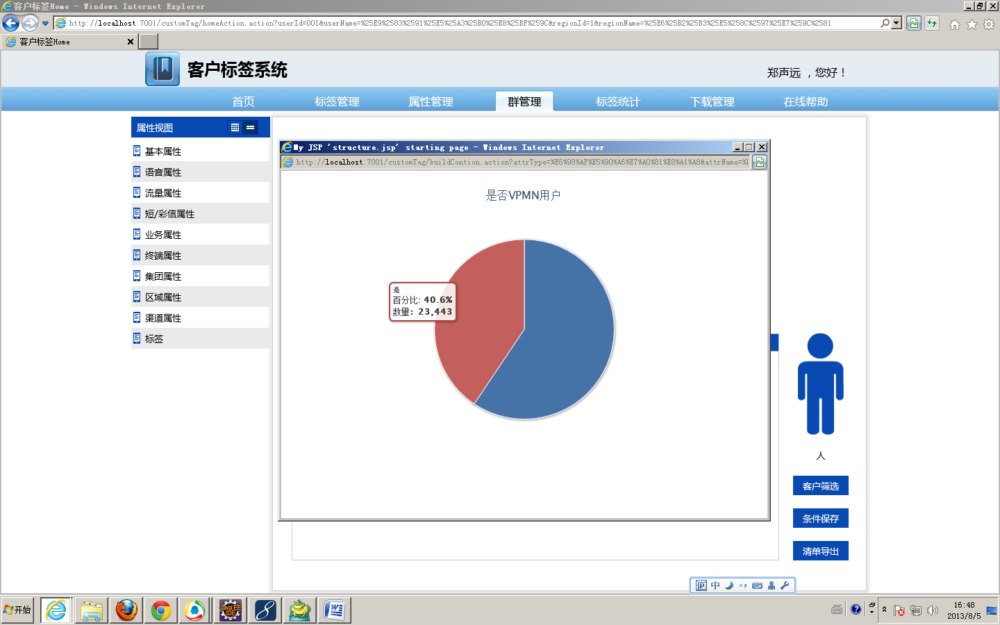 客户标签Home - Windows Internet Explorer
http://localhost:7001/customTag/homeAction.action?userId=001&userName=%25E9%2583%2591%25E5%25A3%25B0%25E8%25BF%259C&regionId=1&regionName=%25E6%25B2%25B3%25E5%258C%2597%25E7%259C%2581
客户标签Home
客户标签系统
郑声远 ，您好！
首页
标签管理
属性管理
群管理
标签统计
下载管理
在线帮助
属性视图
基本属性
语音属性
流量属性
短/彩信属性
业务属性
终端属性
集团属性
区域属性
渠道属性
标签
My JSP 'structure.jsp' starting page - Windows Internet Explorer
http://localhost:7001/customTag/buildContion.action?attrType=%E6%98%AF%E5%90%A6%E7%A0%81%E8%A1%A8&attrName=%
是否VPMN用户
是
百分比: 40.6%
数量: 23,443
人
客户筛选
条件保存
清单导出
中
开始
Java EE
IDE
16:48
2013/8/5